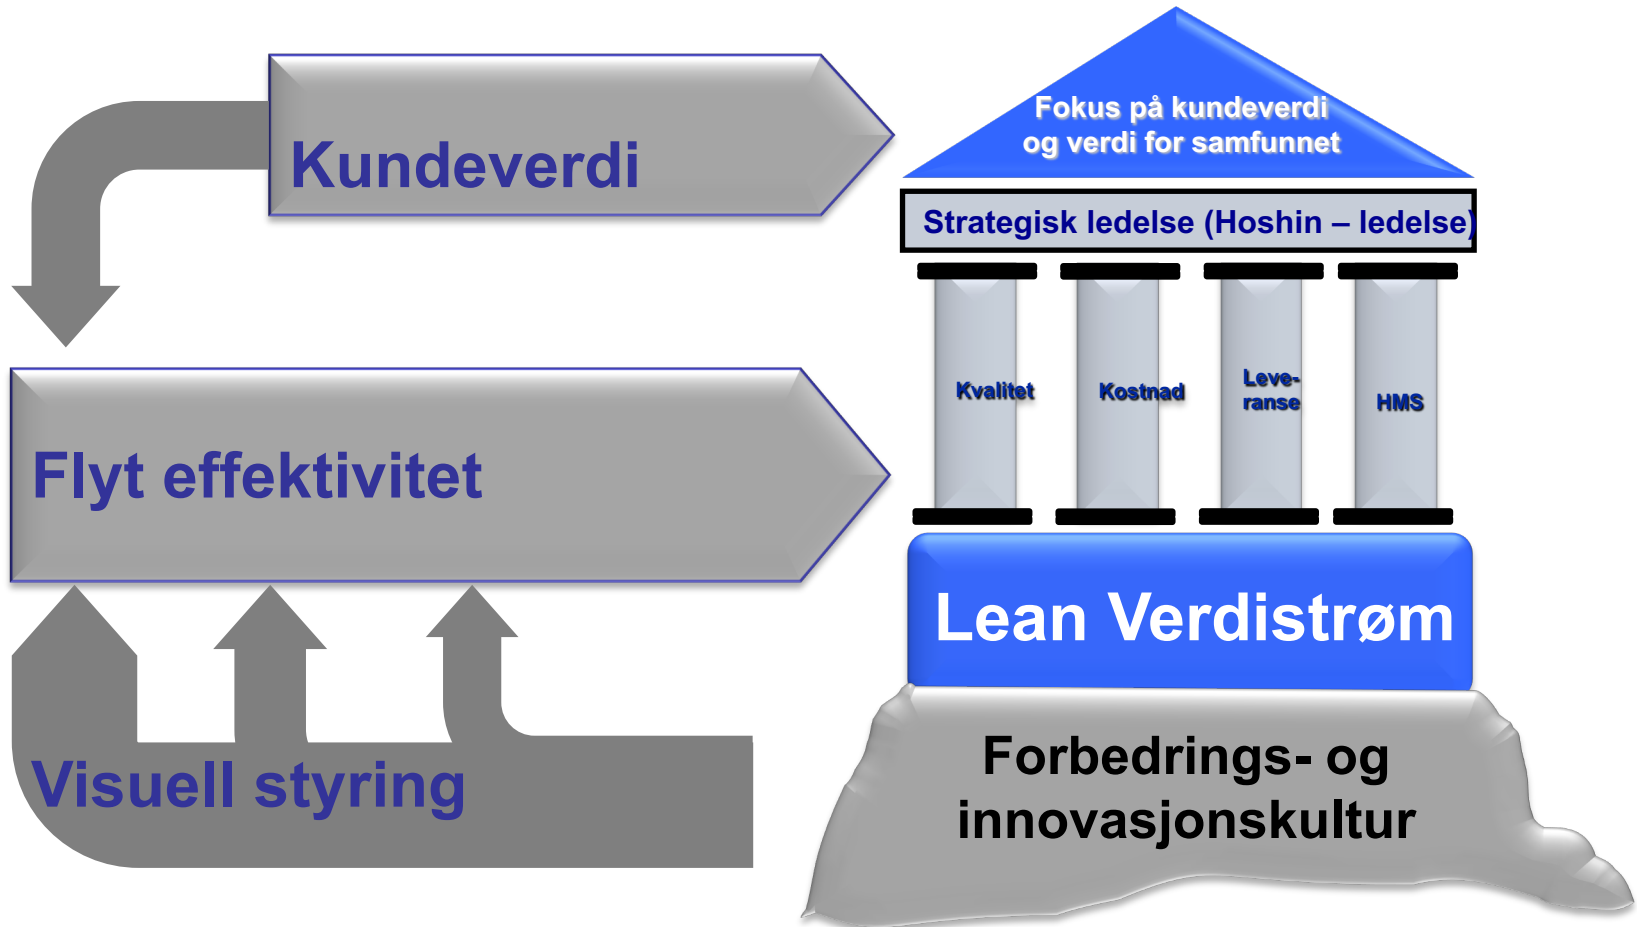 Kundeverdi
Flyt effektivitet
Visuell styring
Fokus på kundeverdi
og verdi for samfunnet
Strategisk ledelse (Hoshin – ledelse)
Kvalitet
Kostnad
Leve-
ranse
HMS
Lean Verdistrøm
Forbedrings- og
innovasjonskultur